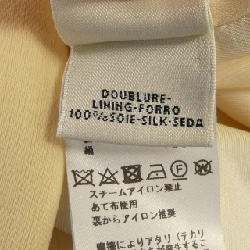 DOUBLURE-
LINING-FORRO
100%SOIE-SILK-SEDA
スチームアイロン禁止
あて布使用
裏からアイロン推奨